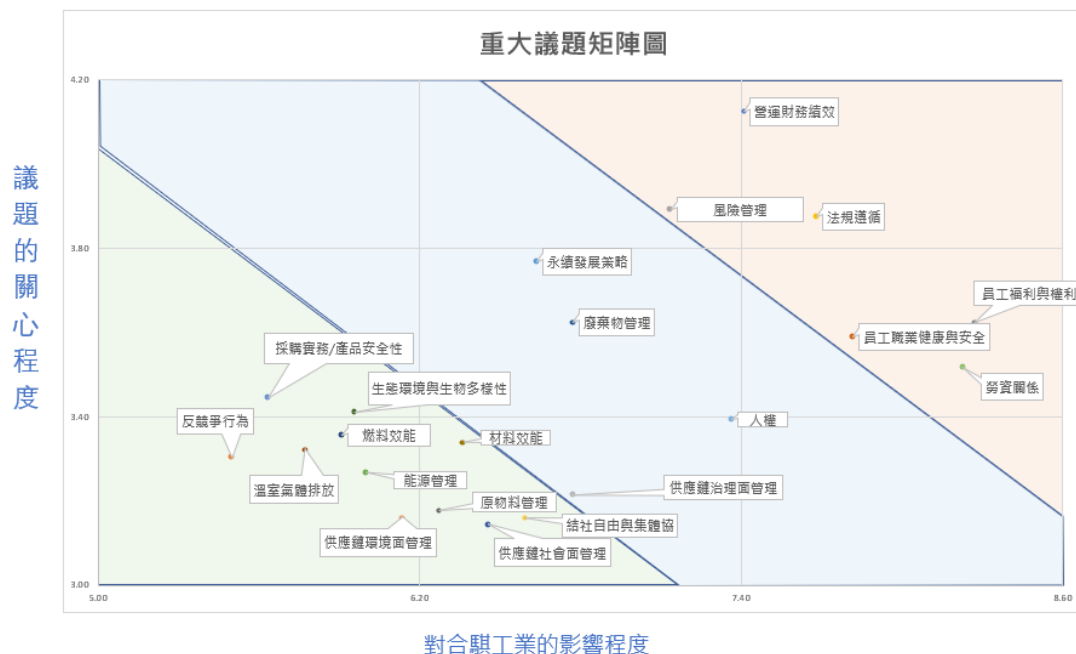 重大議題矩陣圖
議題的關心程度
4.20
3.80
3.40
3.00
5.00
6.20
7.40
8.60
營運財務績效
風險管理
法規遵循
永續發展策略
員工福利與權利
廢棄物管理
員工職業健康與安全
採購實務/產品安全性
勞資關係
生態環境與生物多樣性
反競爭行為
燃料效能
材料效能
人權
溫室氣體排放
能源管理
供應鏈治理面管理
原物料管理
結社自由與集體協
供應鏈環境面管理
供應鏈社會面管理
對合騏工業的影響程度